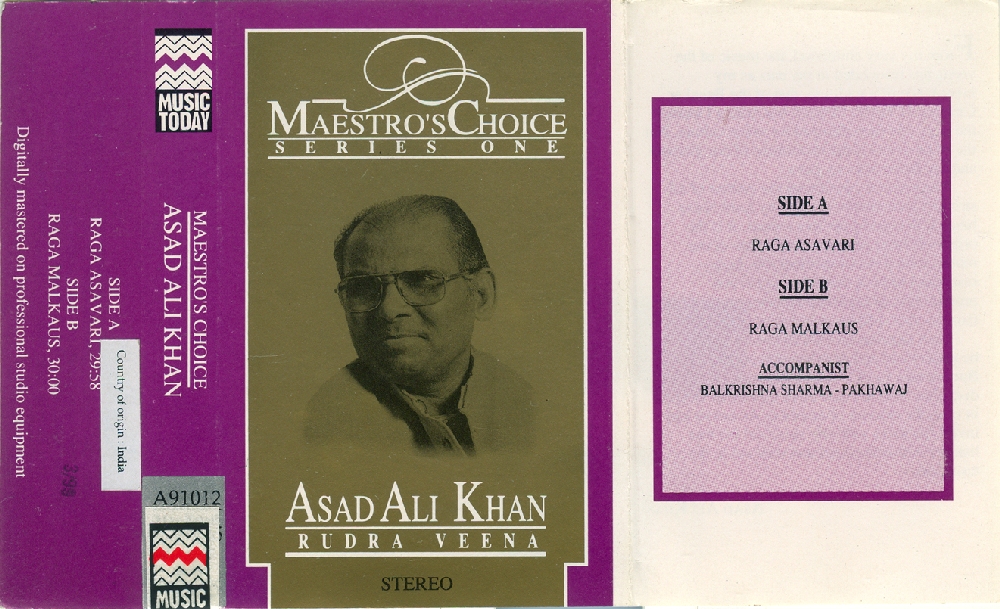 Digitally mastered on professional studio equipment
SIDE A
RAGA ASAVARI, 29:58
SIDE B
RAGA MALKAUS, 30:00
3/98
Country of origin : India
MUSIC
TODAY
MAESTRO'S CHOICE
ASAD ALI KHAN
A91012
MUSIC
MAESTRO'S CHOICE
SERIES ONE
ASAD ALI KHAN
RUDRA VEENA
STEREO
SIDE A
RAGA ASAVARI
SIDE B
RAGA MALKAUS
ACCOMPANIST
BALKRISHNA SHARMA - PAKHAWAJ